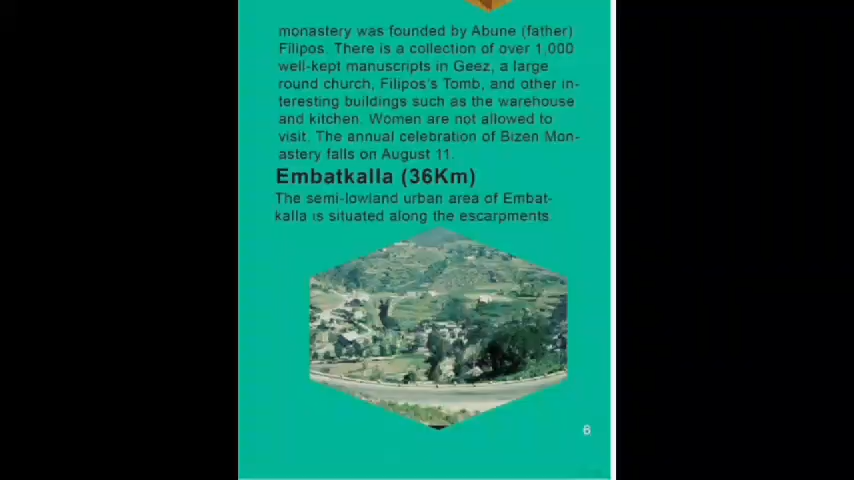 monastery was founded by Abune (father)
Filipos. There is a collection of over 1,000
well-kept manuscripts in Geez, a large
round church, Filipos's Tomb, and other in-
teresting buildings such as the warehouse
and kitchen. Women are not allowed to
visit. The annual celebration of Bizen Mon-
astery falls on August 11.
Embatkalla (36Km)
The semi-lowland urban area of Embat-
kalla is situated along the escarpments.
6